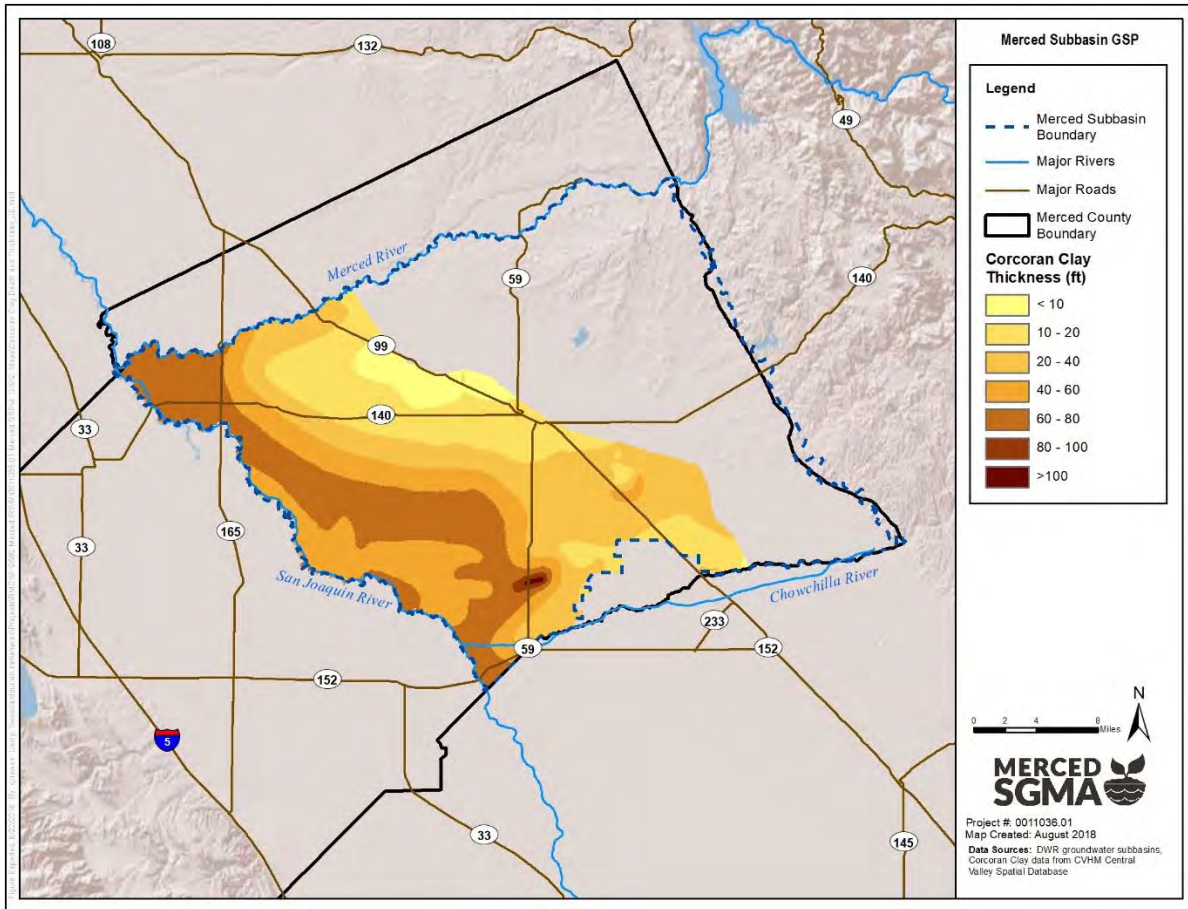 Merced Subbasin GSP
Legend
Merced Subbasin
Boundary
Major Rivers
Major Roads
Merced County
Boundary
Corcoran Clay
Thickness (ft)
< 10
10 - 20
20 - 40
40 - 60
60 - 80
80 - 100
>100
108
132
49
Merced River
59
140
99
140
33
165
33
San Joaquin River
Chowchilla River
233
59
152
152
5
33
145
N
0 2 4 8
Miles
MERCED
SGMA
Project #: 0011036.01
Map Created: August 2018
Data Sources: DWR groundwater subbasins,
Corcoran Clay data from CVHM Central
Valley Spatial Database